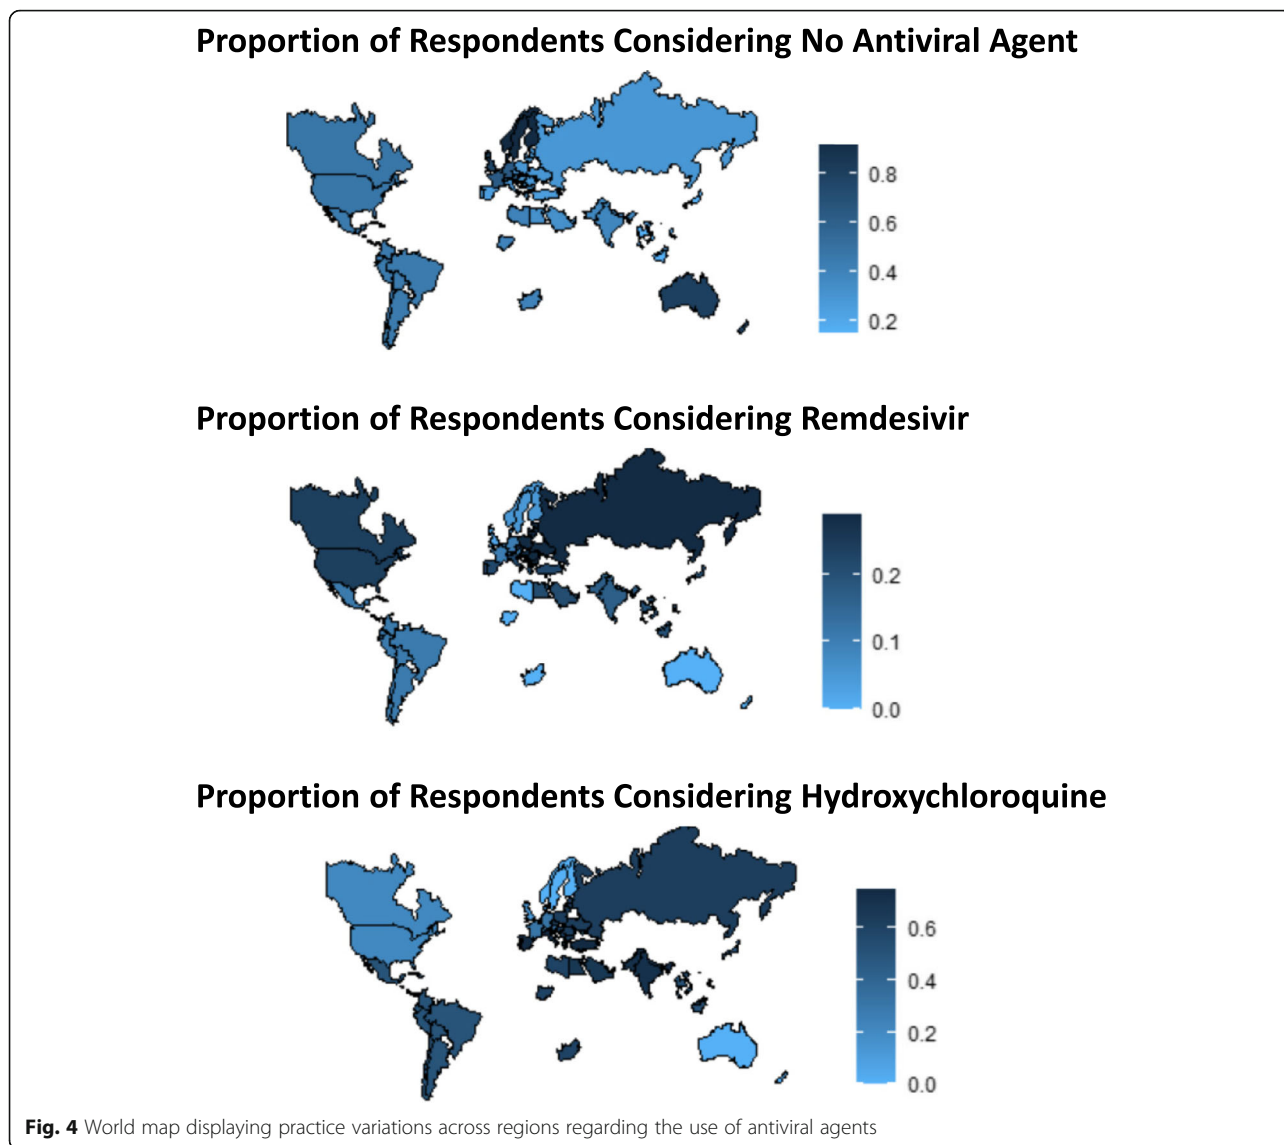 Proportion of Respondents Considering No Antiviral Agent
0.8
0.6
0.4
0.2
Proportion of Respondents Considering Remdesivir
0.2
0.1
0.0
Proportion of Respondents Considering Hydroxychloroquine
0.6
0.4
0.2
0.0
Fig. 4 World map displaying practice variations across regions regarding the use of antiviral agents